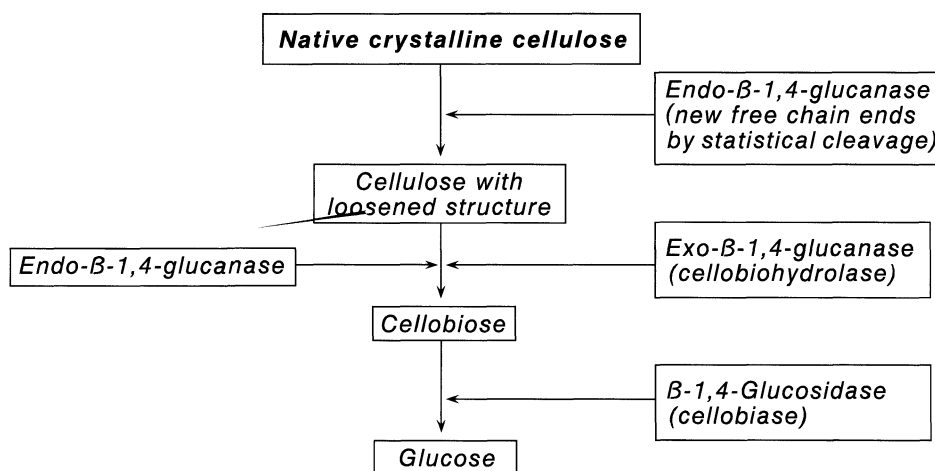 Native crystalline cellulose
Endo-ß-1,4-glucanase
(new free chain ends
by statistical cleavage)
Cellulose with
loosened structure
Endo-ß-1,4-glucanase
Exo-ß-1,4-glucanase
(cellobiohydrolase)
Cellobiose
ß-1,4-Glucosidase
(cellobiase)
Glucose